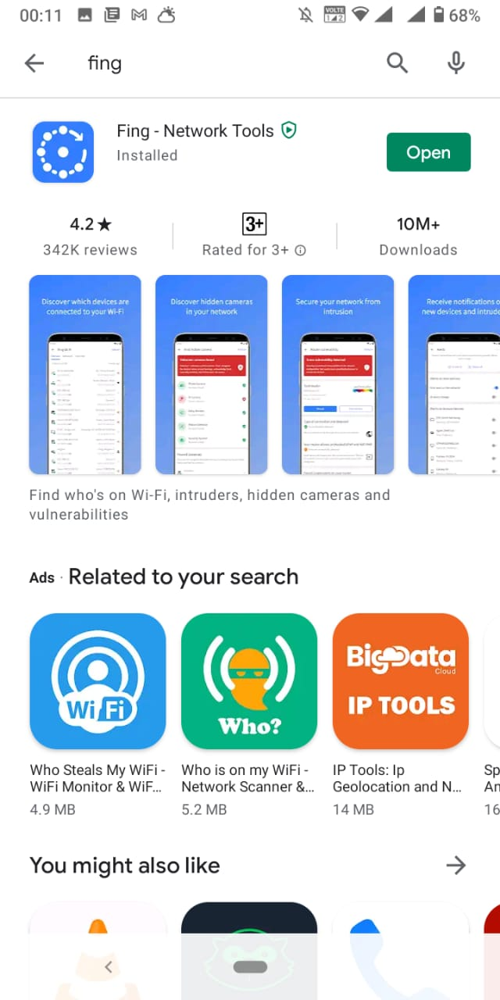 00:11
VOLTE
68%
fing
Fing - Network Tools
Installed
Open
4.2★
3+
10M+
342K reviews
Rated for 3+
Downloads
Discover which devices are
connected to your Wi-Fi
Discover hidden cameras
in your network
Secure your network from
intrusion
Receive notifications o
new devices and intrude
Find who's on Wi-Fi, intruders, hidden cameras and
vulnerabilities
Ads · Related to your search
WiFi
Who?
BigData
Cloud
IP TOOLS
Who Steals My WiFi -
WiFi Monitor & WiF...
4.9 MB
Who is on my WiFi -
Network Scanner &...
5.2 MB
IP Tools: Ip
Geolocation and N...
14 MB
Sp
An
16
You might also like